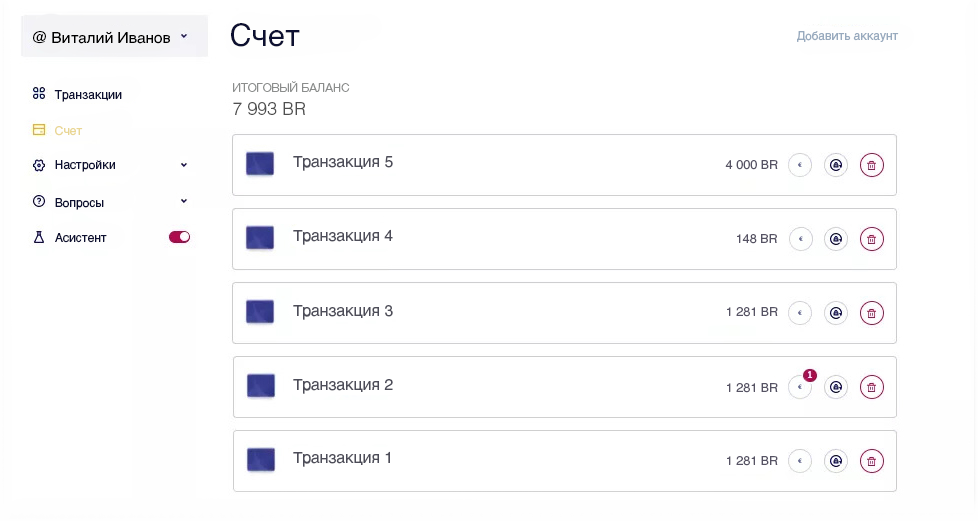 @ Виталий Иванов
Счет
Добавить аккаунт
Транзакции
Счет
Настройки
Вопросы
Асистент
ИТОГОВЫЙ БАЛАНС
7 993 BR
Транзакция 5
4 000 BR
Транзакция 4
148 BR
Транзакция 3
1 281 BR
Транзакция 2
1 281 BR
1
Транзакция 1
1 281 BR